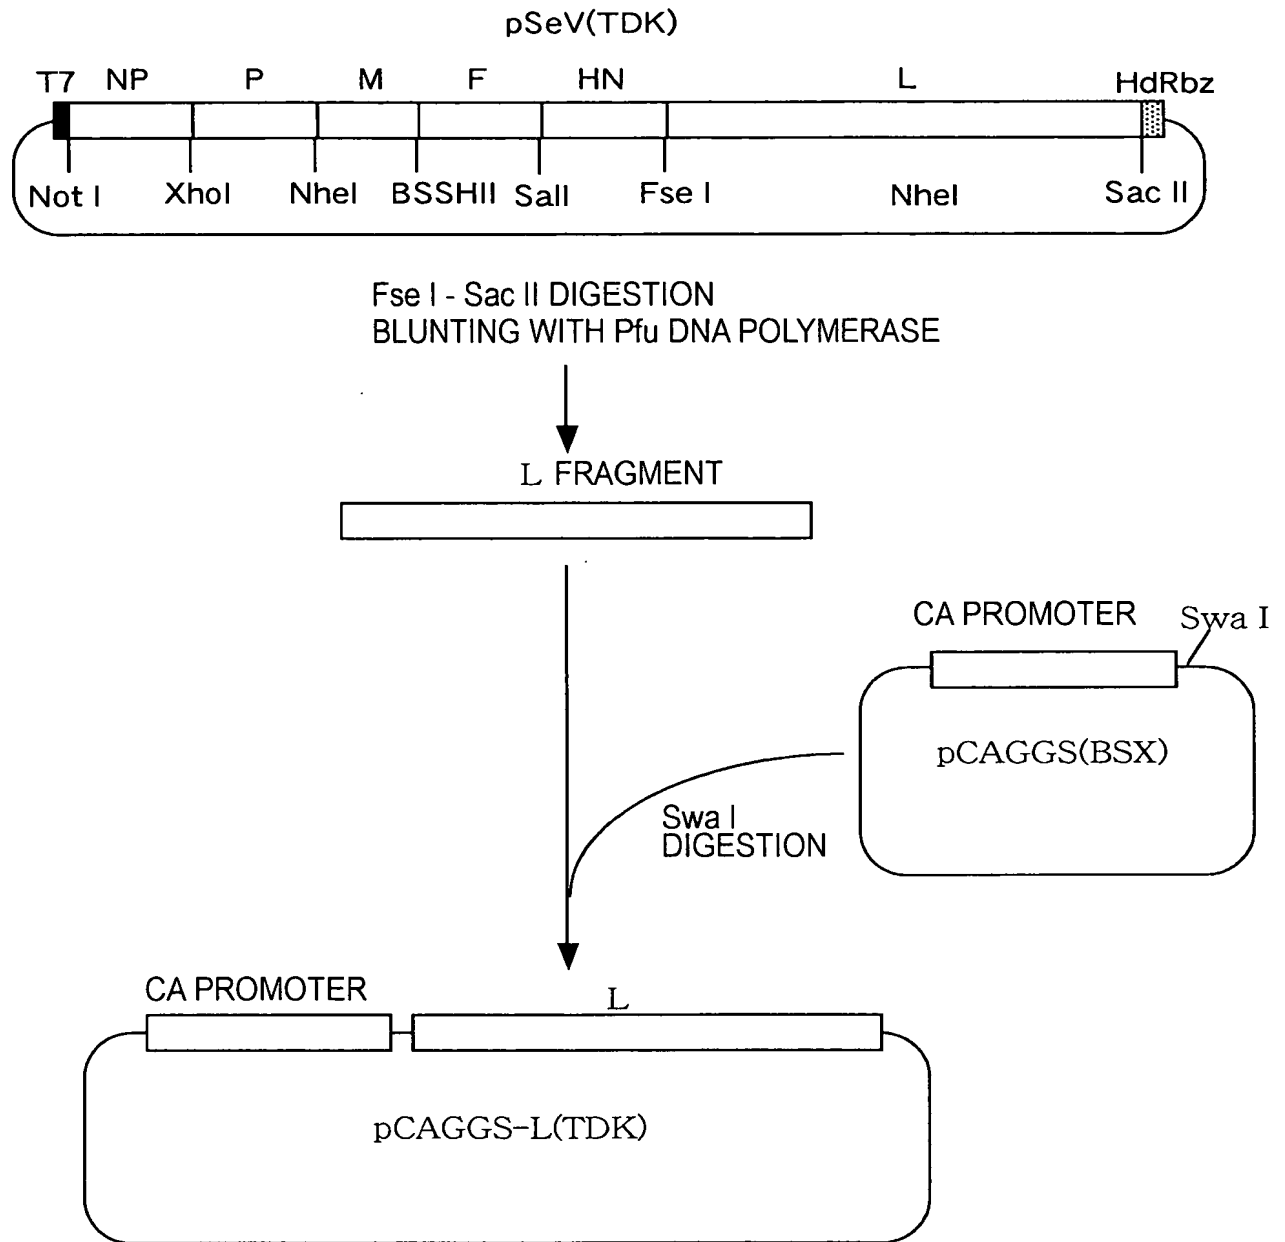 pSeV(TDK)
T7 NP P M F HN L HdRbz
Not I XhoI NheI BSSHII SalI Fse I NheI Sac II
Fse I - Sac II DIGESTION
BLUNTING WITH Pfu DNA POLYMERASE
L FRAGMENT
CA PROMOTER Swa I
pCAGGS(BSX)
Swa I
DIGESTION
CA PROMOTER L
pCAGGS-L(TDK)